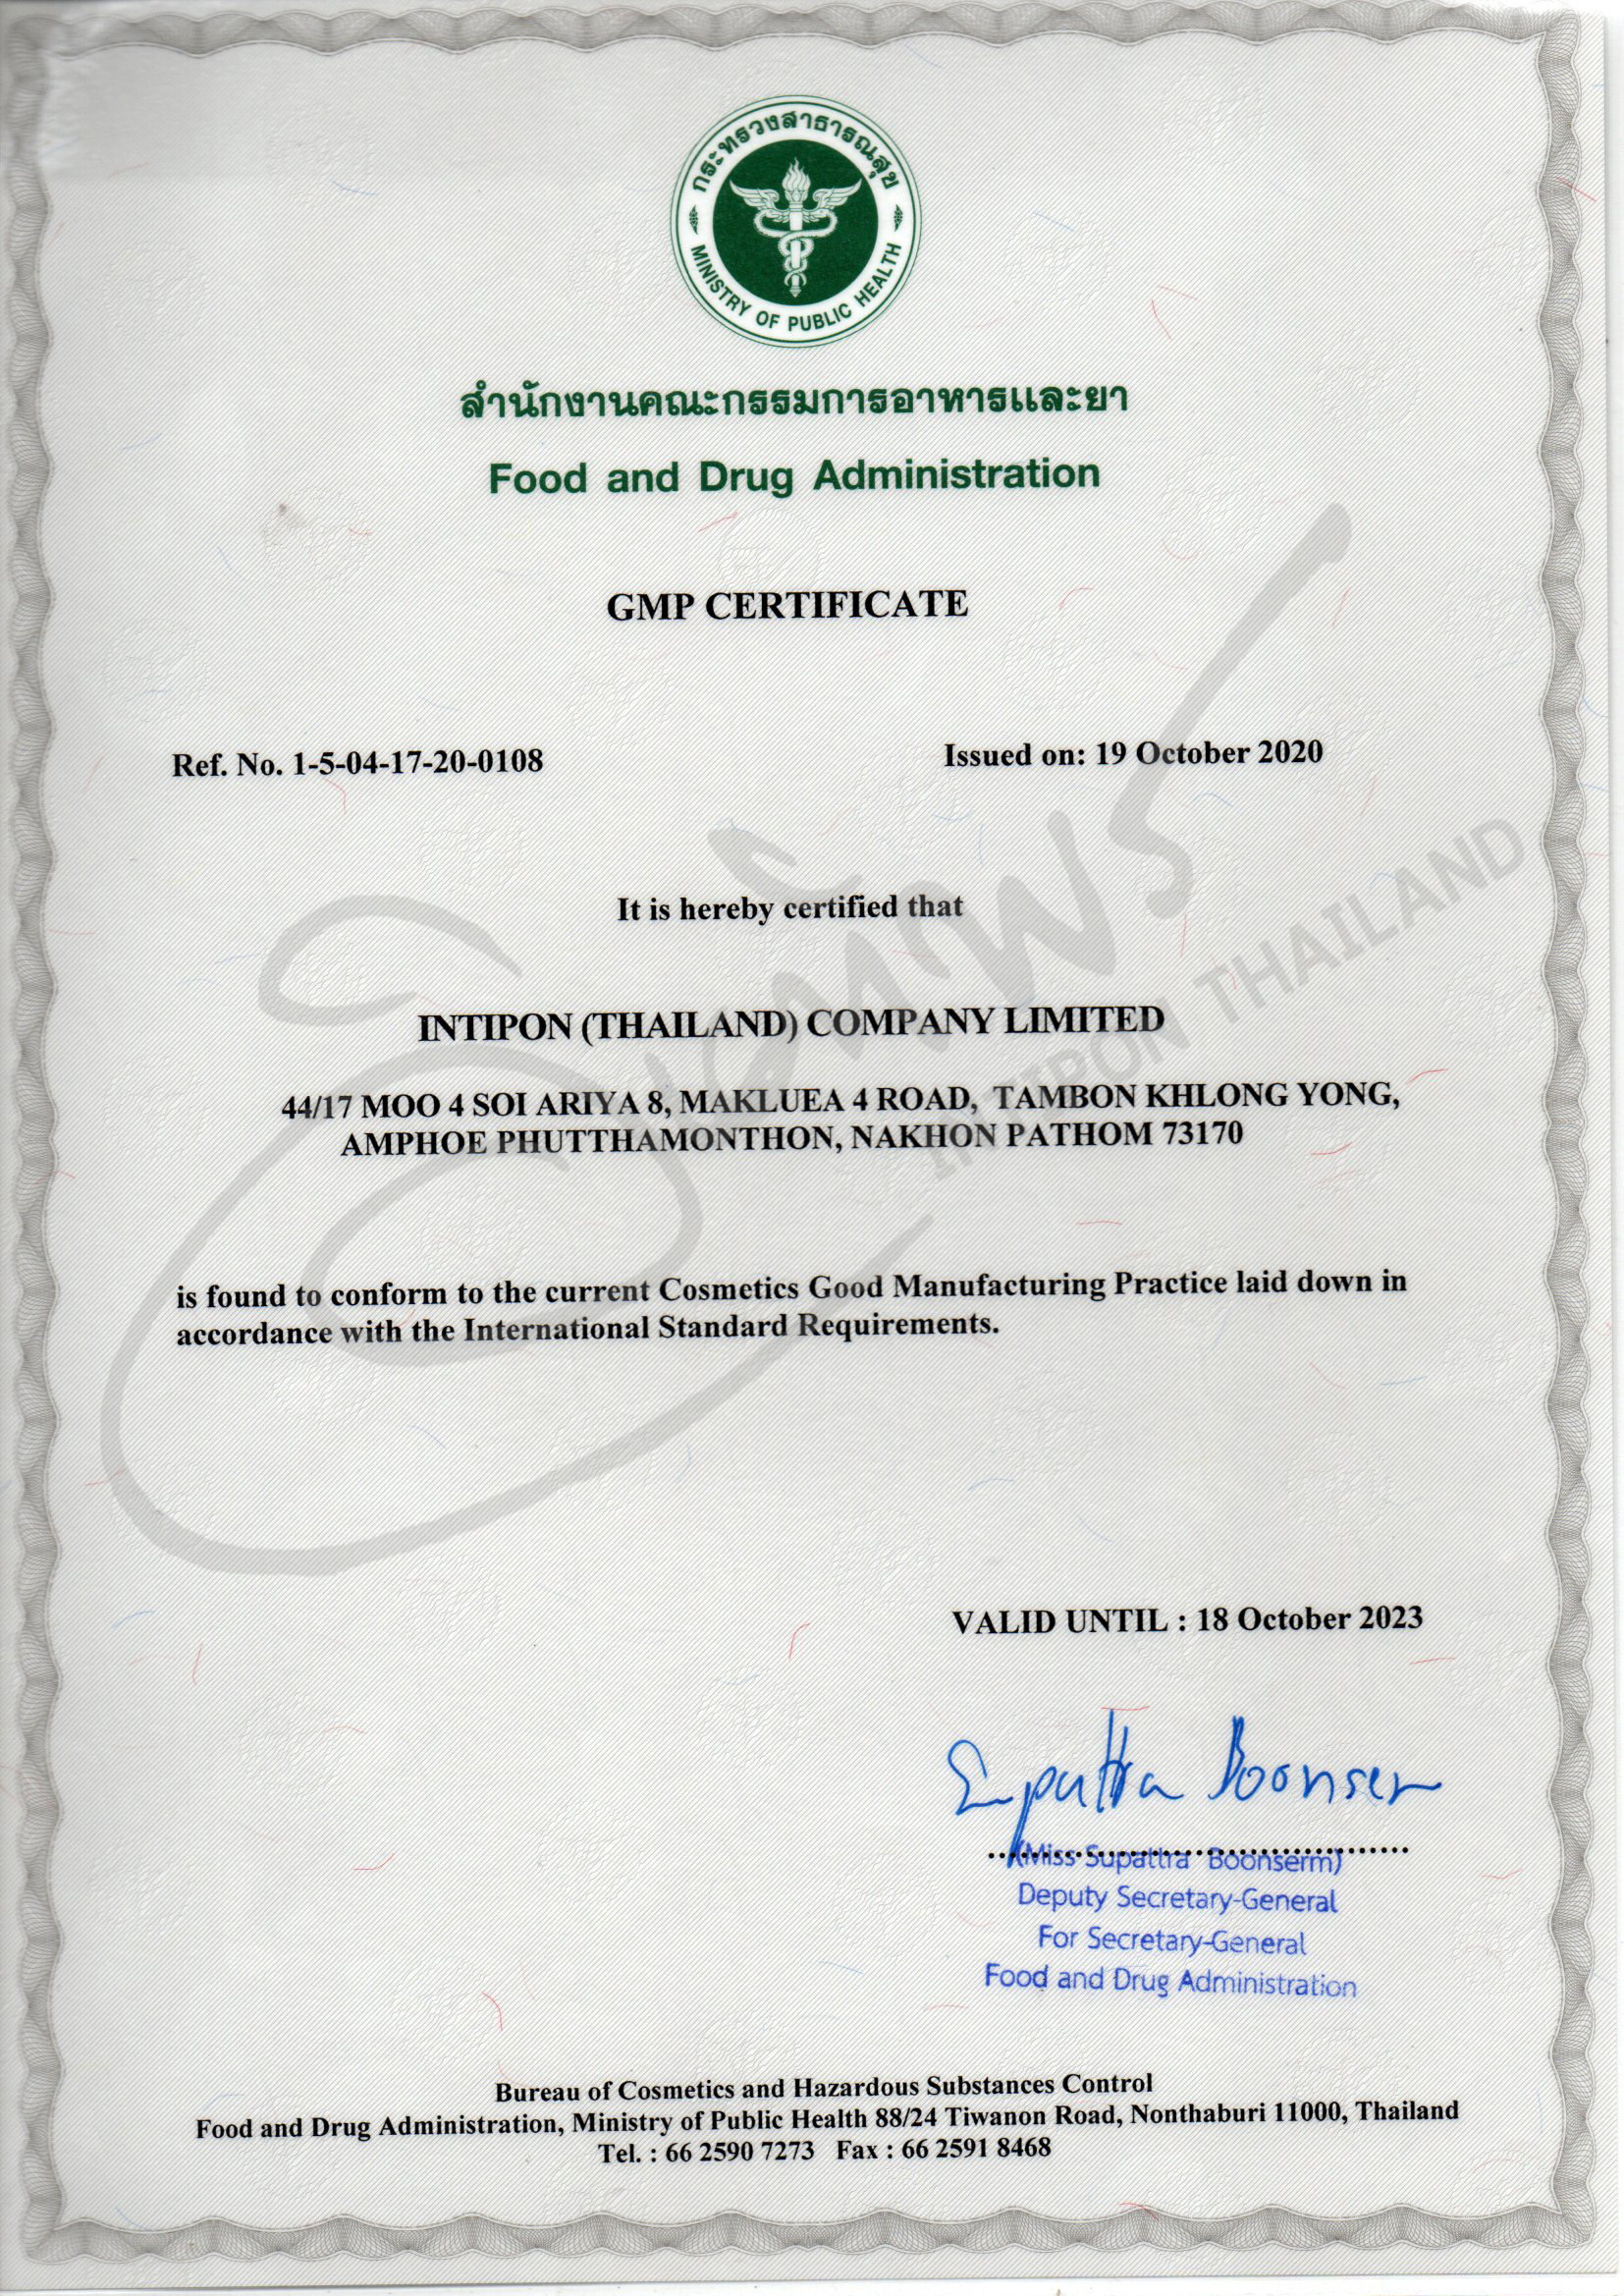 กระทรวงสาธารณสุข
MINISTRY OF PUBLIC HEALTH
สำนักงานคณะกรรมการอาหารและยา
Food and Drug Administration
GMP CERTIFICATE
Ref. No. 1-5-04-17-20-0108
Issued on: 19 October 2020
It is hereby certified that
INTIPON (THAILAND) COMPANY LIMITED
44/17 MOO 4 SOI ARIYA 8, MAKLUEA 4 ROAD, TAMBON KHLONG YONG,
AMPHOE PHUTTHAMONTHON, NAKHON PATHOM 73170
is found to conform to the current Cosmetics Good Manufacturing Practice laid down in
accordance with the International Standard Requirements.
อินทิพร
INTIPON THAILAND
VALID UNTIL : 18 October 2023
Supattra Boonserm
(Miss Supattra Boonserm)
Deputy Secretary-General
For Secretary-General
Food and Drug Administration
Bureau of Cosmetics and Hazardous Substances Control
Food and Drug Administration, Ministry of Public Health 88/24 Tiwanon Road, Nonthaburi 11000, Thailand
Tel. : 66 2590 7273 Fax : 66 2591 8468